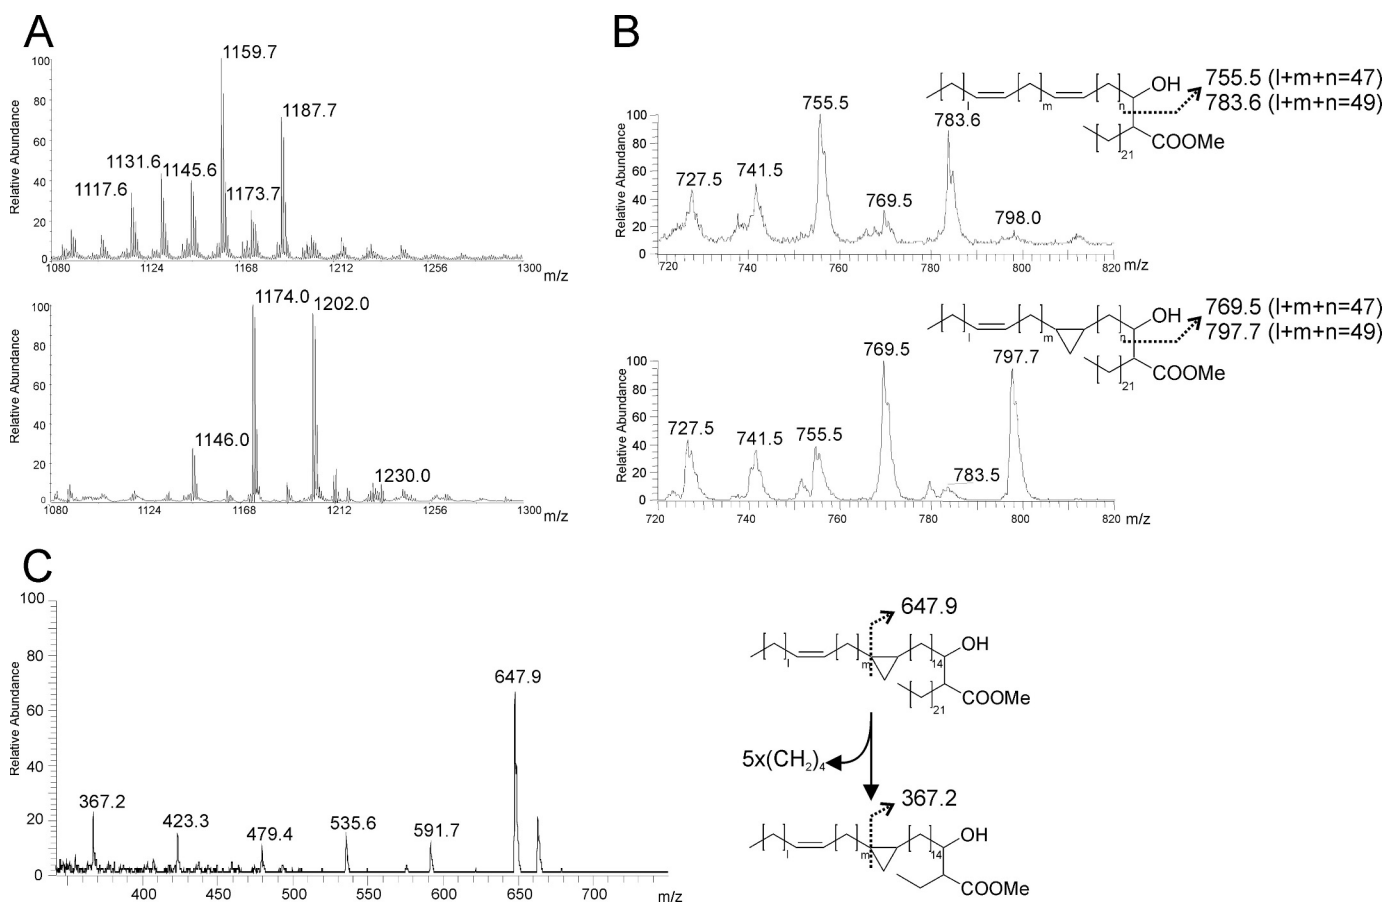 A
Relative Abundance
100
80
60
40
20
0
1117.6
1131.6
1145.6
1159.7
1173.7
1187.7
1080
1124
1168
1212
1256
1300
m/z
Relative Abundance
100
80
60
40
20
0
1146.0
1174.0
1202.0
1230.0
1080
1124
1168
1212
1256
1300
m/z
B
Relative Abundance
100
80
60
40
20
0
727.5
741.5
755.5
769.5
783.6
798.0
720
740
760
780
800
820
m/z
l
m
n
OH
21
COOMe
755.5 (l+m+n=47)
783.6 (l+m+n=49)
Relative Abundance
100
80
60
40
20
0
727.5
741.5
755.5
769.5
783.5
797.7
720
740
760
780
800
820
m/z
l
m
n
OH
21
COOMe
769.5 (l+m+n=47)
797.7 (l+m+n=49)
C
Relative Abundance
100
80
60
40
20
0
367.2
423.3
479.4
535.6
591.7
647.9
400
450
500
550
600
650
700
m/z
647.9
l
m
14
OH
21
COOMe
5x(CH2)4
367.2
l
m
14
OH
COOMe